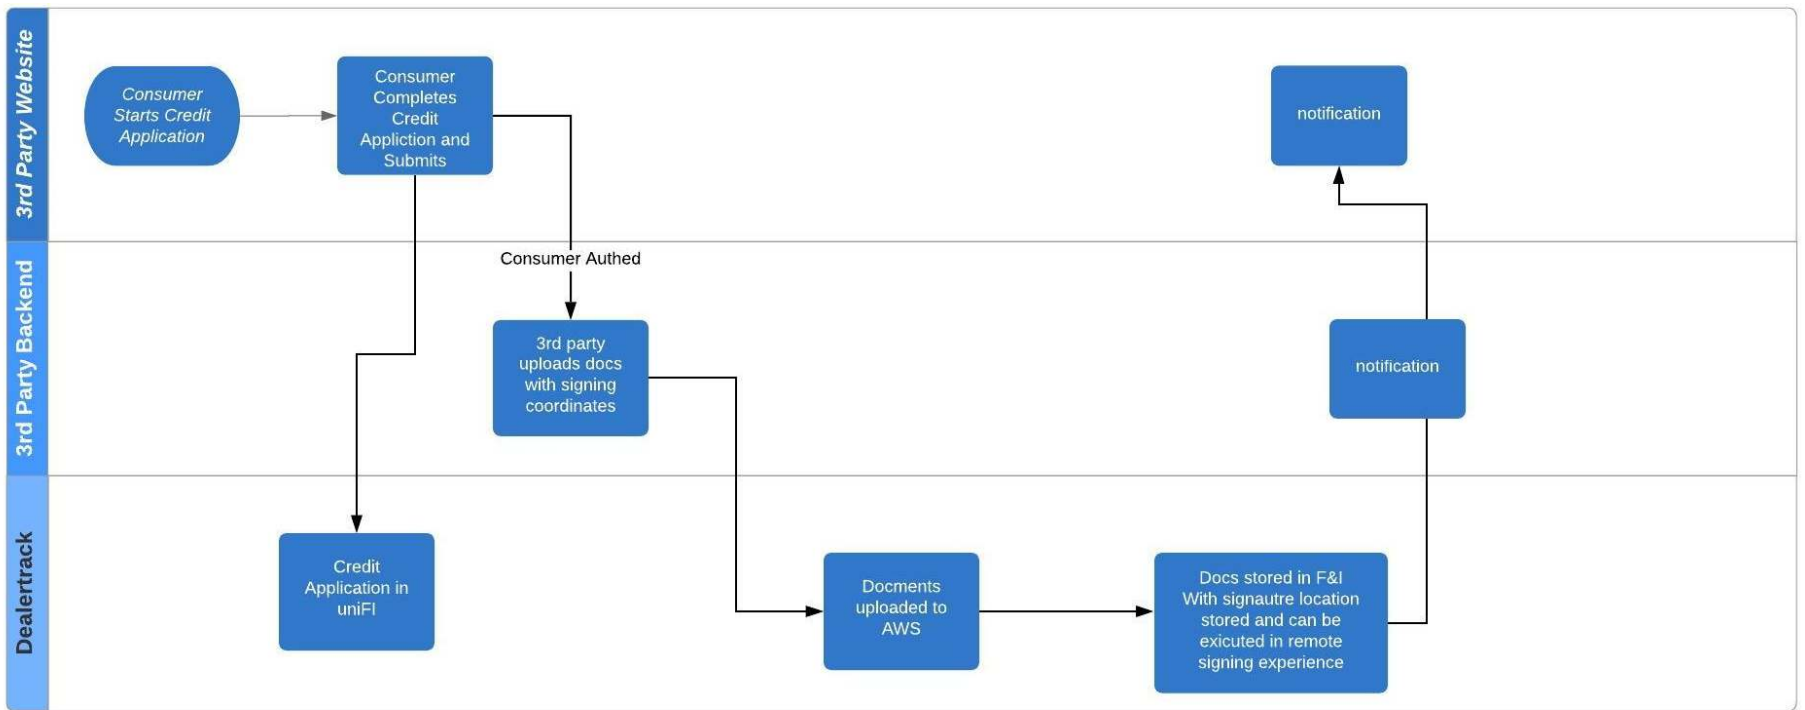 3rd Party Website
Consumer
Starts Credit
Application
Consumer
Completes
Credit
Appliction and
Submits
notification
3rd Party Backend
Consumer Authed
3rd party
uploads docs
with signing
coordinates
notification
Dealertrack
Credit
Application in
uniFI
Docments
uploaded to
AWS
Docs stored in F&I
With signautre location
stored and can be
exicuted in remote
signing experience